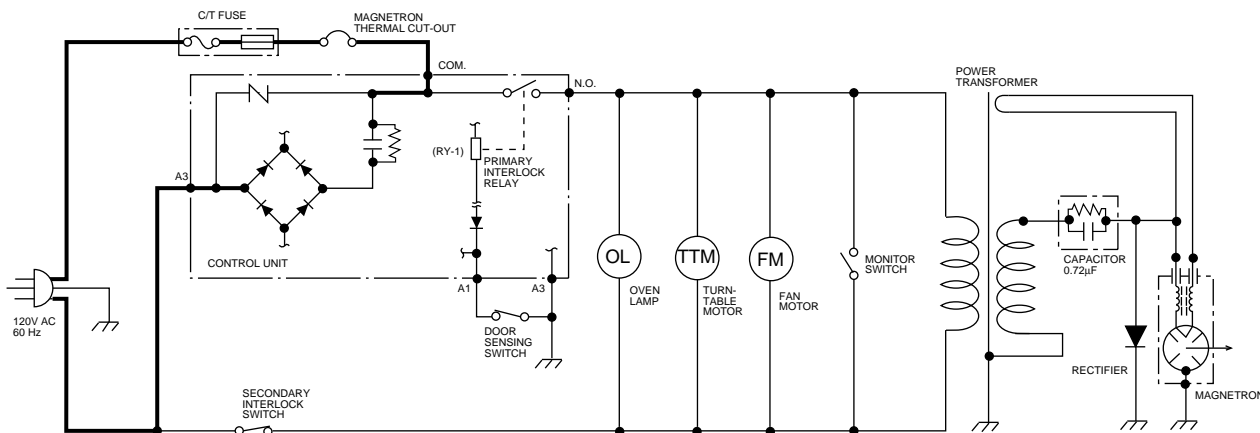 C/T FUSE
MAGNETRON
THERMAL CUT-OUT
COM.
N.O.
POWER
TRANSFORMER
(RY-1)
PRIMARY
INTERLOCK
RELAY
A3
CONTROL UNIT
A1
A3
DOOR
SENSING
SWITCH
OL
OVEN
LAMP
TTM
TURN-
TABLE
MOTOR
FM
FAN
MOTOR
MONITOR
SWITCH
CAPACITOR
0.72µF
120V AC
60 Hz
SECONDARY
INTERLOCK
SWITCH
RECTIFIER
MAGNETRON